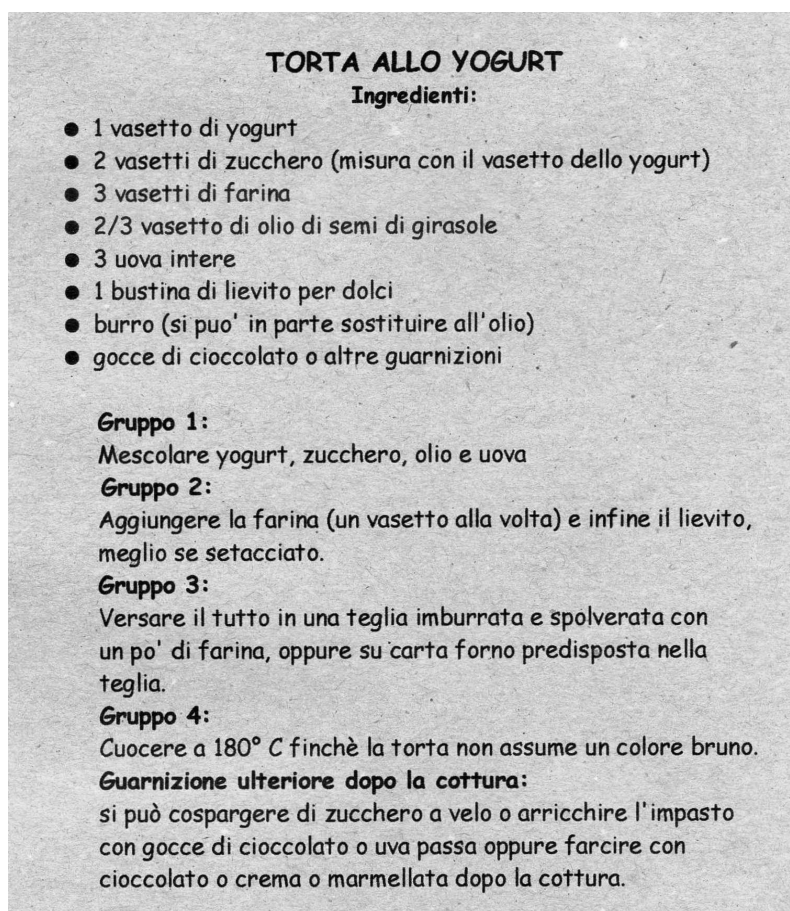 TORTA ALLO YOGURT
Ingredienti:
● 1 vasetto di yogurt
● 2 vasetti di zucchero (misura con il vasetto dello yogurt)
● 3 vasetti di farina
● 2/3 vasetto di olio di semi di girasole
● 3 uova intere
● 1 bustina di lievito per dolci
● burro (si puo' in parte sostituire all'olio)
● gocce di cioccolato o altre guarnizioni
Gruppo 1:
Mescolare yogurt, zucchero, olio e uova
Gruppo 2:
Aggiungere la farina (un vasetto alla volta) e infine il lievito,
meglio se setacciato.
Gruppo 3:
Versare il tutto in una teglia imburrata e spolverata con
un po' di farina, oppure su carta forno predisposta nella
teglia.
Gruppo 4:
Cuocere a 180° C finchè la torta non assume un colore bruno.
Guarnizione ulteriore dopo la cottura:
si può cospargere di zucchero a velo o arricchire l'impasto
con gocce di cioccolato o uva passa oppure farcire con
cioccolato o crema o marmellata dopo la cottura.